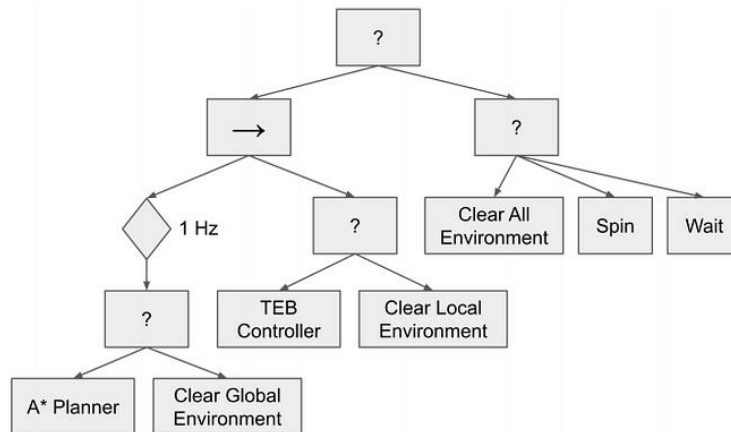 ?
→
?
1 Hz
?
Clear All
Environment
Spin
Wait
?
TEB
Controller
Clear Local
Environment
A* Planner
Clear Global
Environment